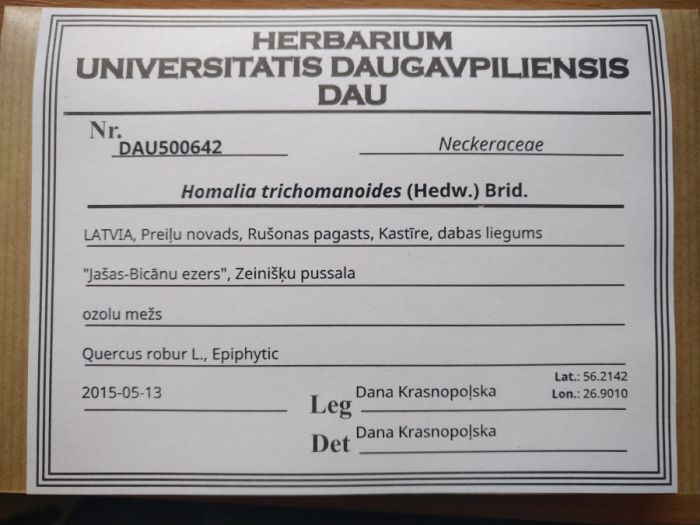 HERBARIUM
UNIVERSITATIS DAUGAVPILIENSIS
DAU
Nr. DAU500642 Neckeraceae
Homalia trichomanoides (Hedw.) Brid.
LATVIA, Preiļu novads, Rušonas pagasts, Kastīre, dabas liegums
"Jašas-Bicānu ezers", Zeinišķu pussala
ozolu mežs
Quercus robur L., Epiphytic
2015-05-13 Leg Dana Krasnopoļska Lat.: 56.2142
Lon.: 26.9010
Det Dana Krasnopoļska